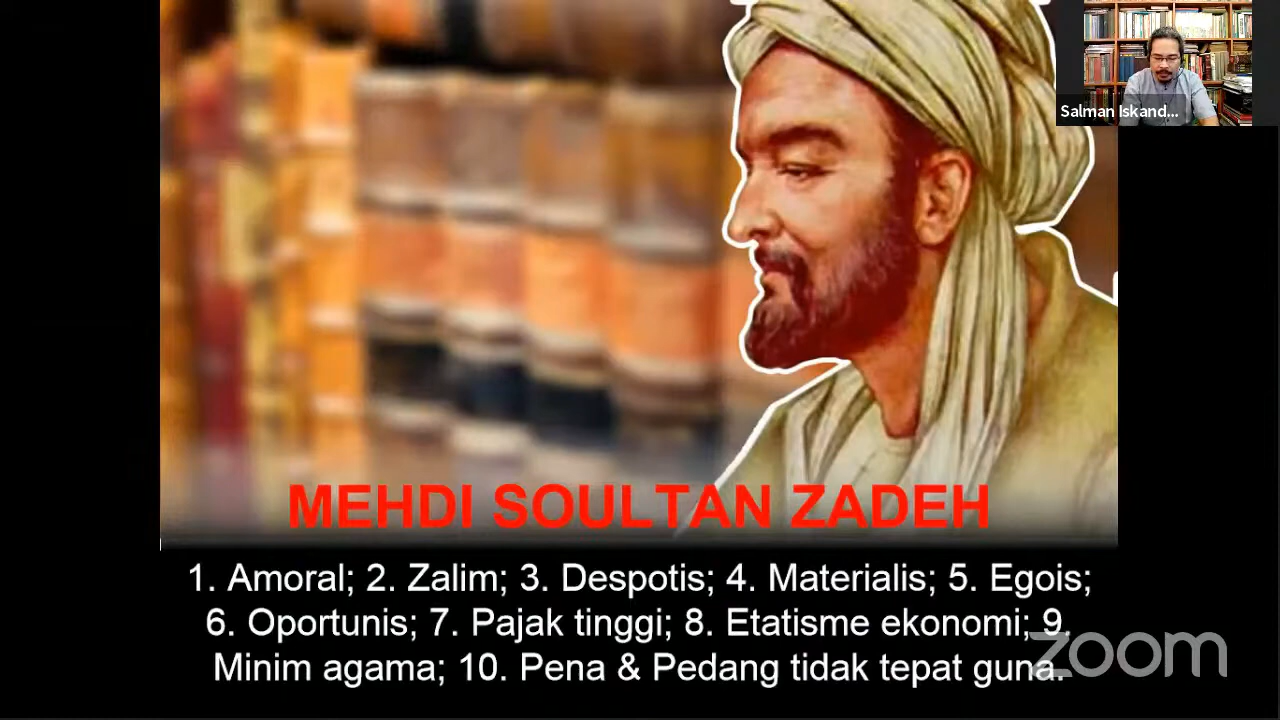 Salman Iskand...
MEHDI SOULTAN ZADEH
1. Amoral; 2. Zalim; 3. Despotis; 4. Materialis; 5. Egois;
6. Oportunis; 7. Pajak tinggi; 8. Etatisme ekonomi; 9.
Minim agama; 10. Pena & Pedang tidak tepat guna.
zoom